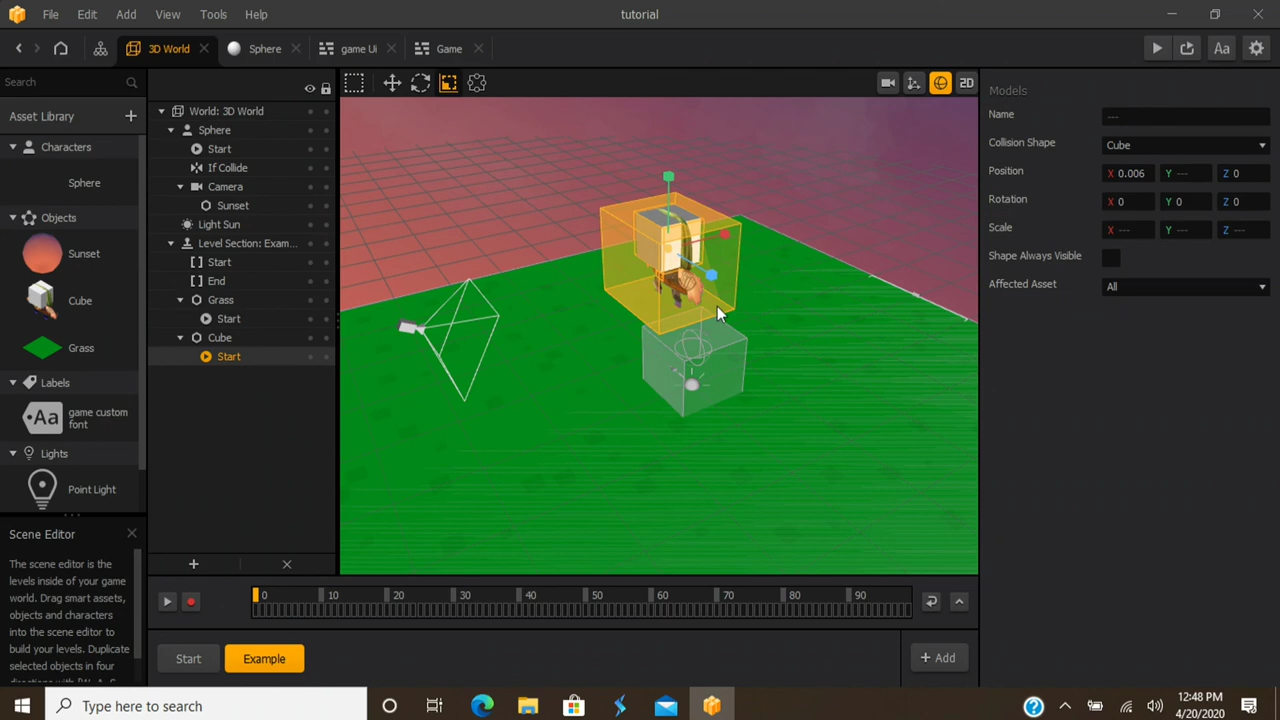 File Edit Add View Tools Help tutorial
3D World Sphere game Ui Game Aa
Search
2D
Asset Library
Characters
Sphere
Objects
Sunset
Cube
Grass
Labels
Aa game custom
font
Lights
Point Light
Scene Editor
The scene editor is the
levels inside of your game
world. Drag smart assets,
objects and characters
into the scene editor to
build your levels. Duplicate
selected objects in four
World: 3D World
Sphere
Start
If Collide
Camera
Sunset
Light Sun
Level Section: Exam...
Start
End
Grass
Start
Cube
Start
Models
Name ---
Collision Shape Cube
Position X 0.006 Y --- Z 0
Rotation X 0 Y 0 Z 0
Scale X --- Y --- Z ---
Shape Always Visible
Affected Asset All
0 10 20 30 40 50 60 70 80 90
Start Example + Add
Type here to search
12:48 PM
4/20/2020